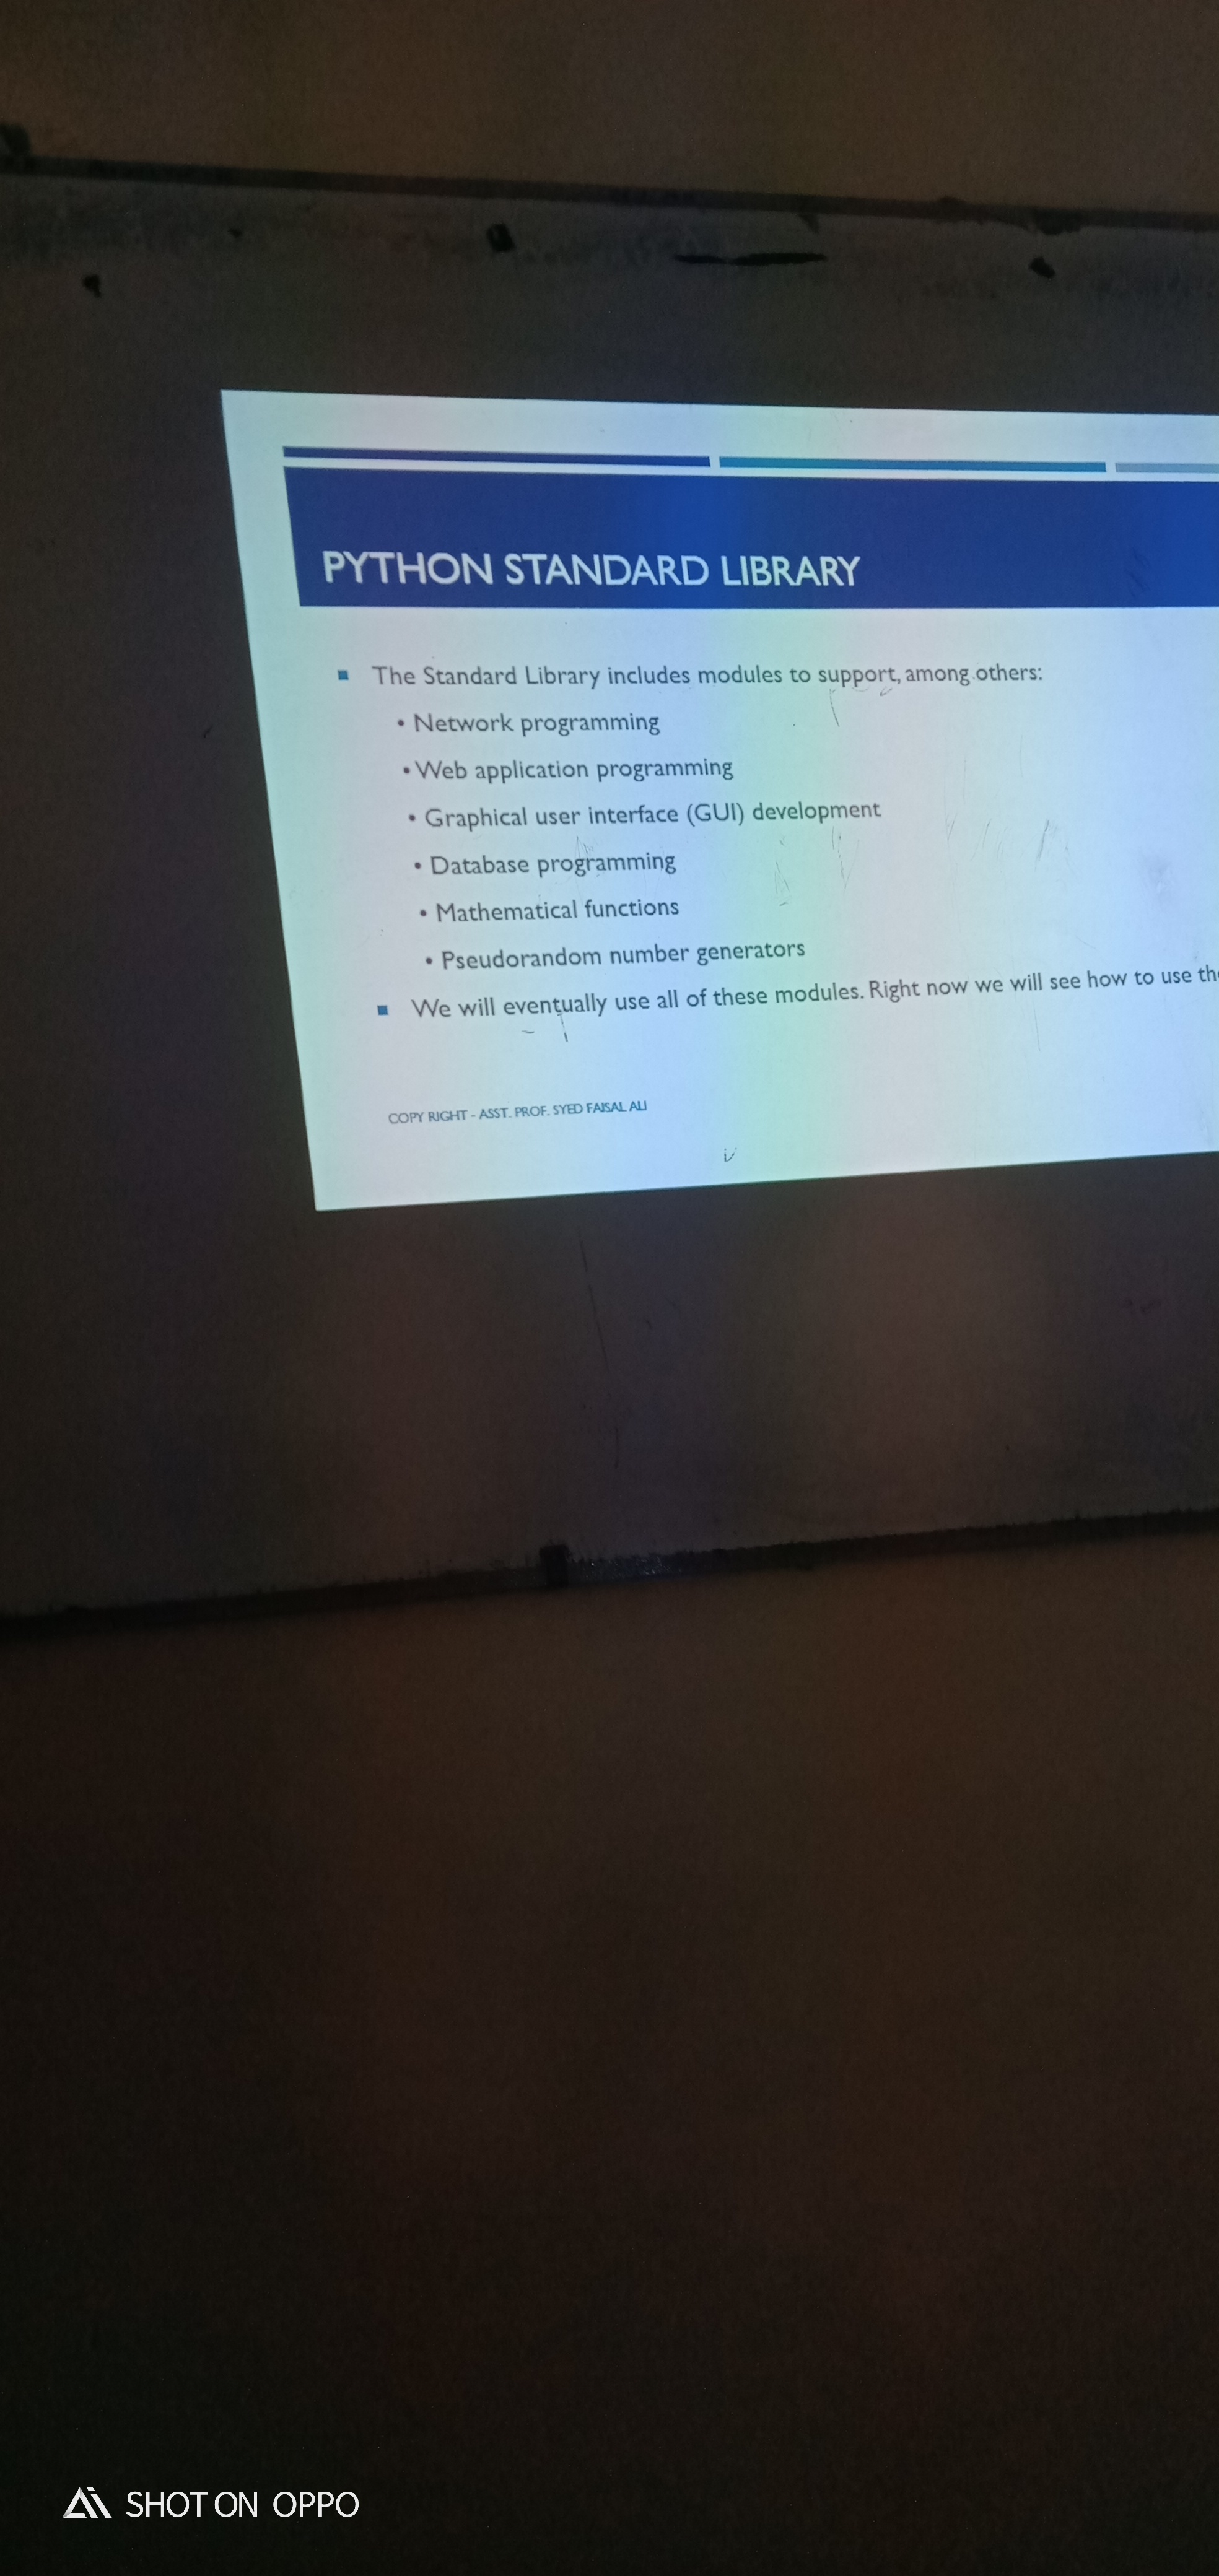 PYTHON STANDARD LIBRARY
▪ The Standard Library includes modules to support, among others:
• Network programming
• Web application programming
• Graphical user interface (GUI) development
• Database programming
• Mathematical functions
• Pseudorandom number generators
▪ We will eventually use all of these modules. Right now we will see how to use
COPY RIGHT - ASST. PROF. SYED FAISAL ALI
SHOT ON OPPO